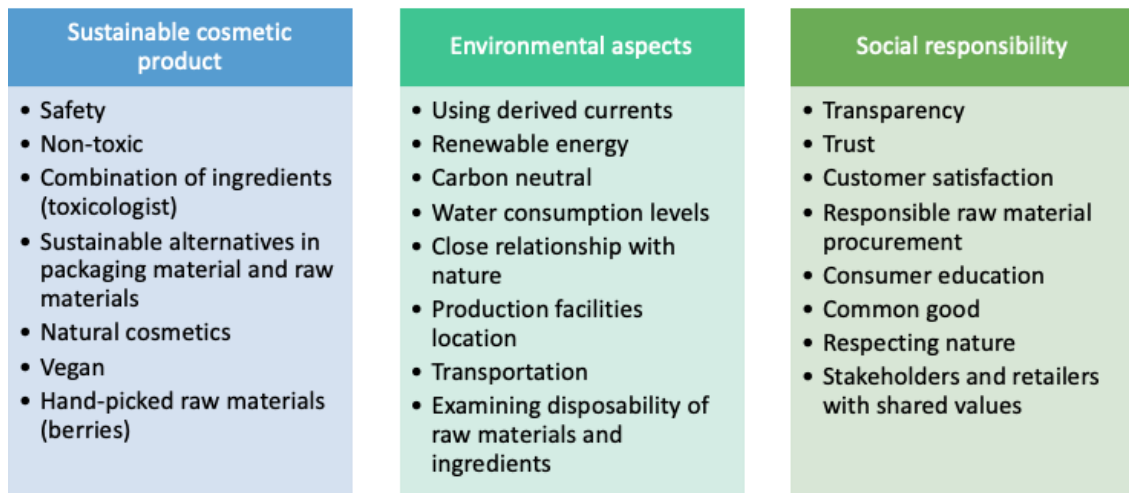 Sustainable cosmetic
product
• Safety
• Non-toxic
• Combination of ingredients
(toxicologist)
• Sustainable alternatives in
packaging material and raw
materials
• Natural cosmetics
• Vegan
• Hand-picked raw materials
(berries)
Environmental aspects
• Using derived currents
• Renewable energy
• Carbon neutral
• Water consumption levels
• Close relationship with
nature
• Production facilities
location
• Transportation
• Examining disposability of
raw materials and
ingredients
Social responsibility
• Transparency
• Trust
• Customer satisfaction
• Responsible raw material
procurement
• Consumer education
• Common good
• Respecting nature
• Stakeholders and retailers
with shared values